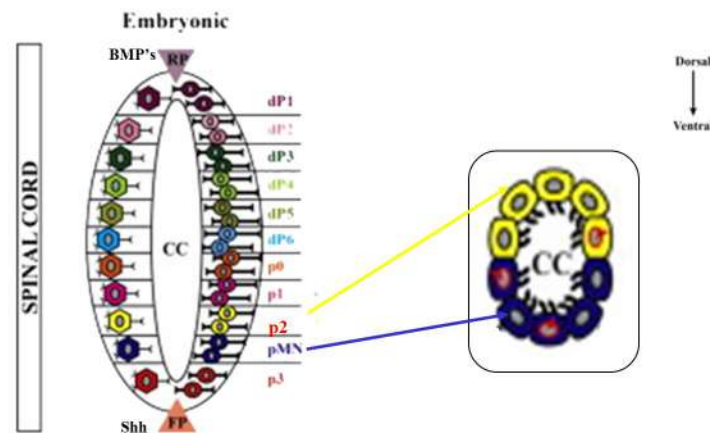 Embryonic
BMP's
RP
SPINAL CORD
CC
dP1
dP2
dP3
dP4
dP5
dP6
p0
p1
p2
pMN
p3
Shh
FP
CC
Dorsal
Ventral